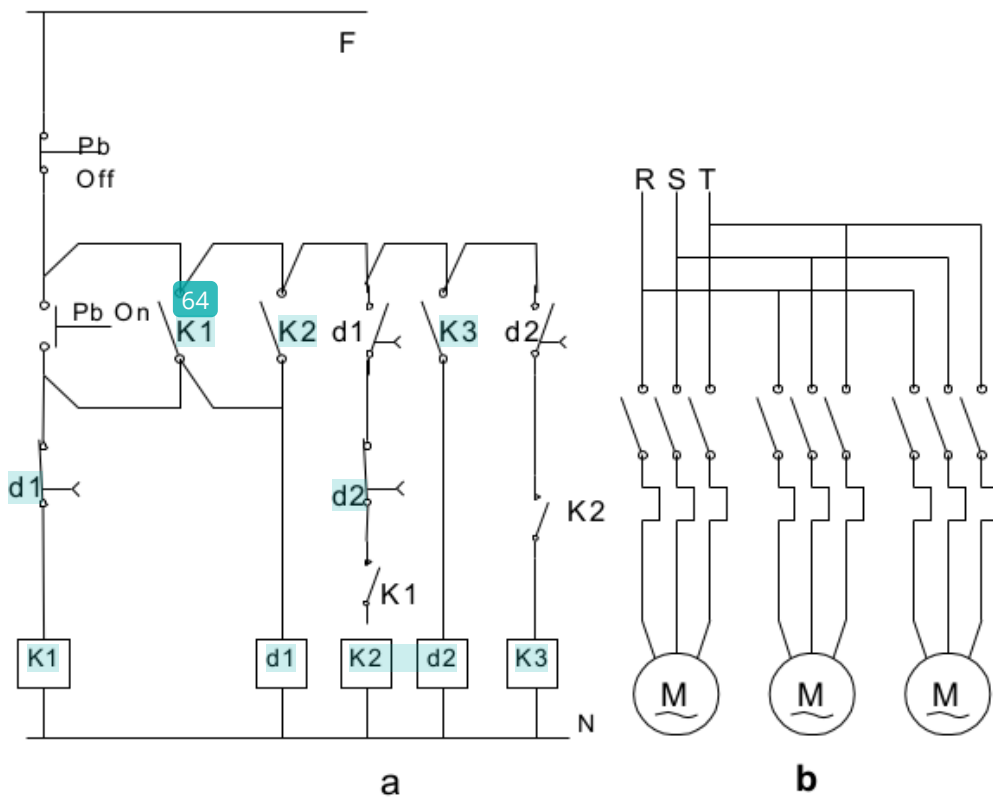 F
Pb
Off
R S T
64
Pb On K1 K2 d1 K3 d2
d1 d2 K2
K1
K1 d1 K2 d2 K3
M M M
N
a b